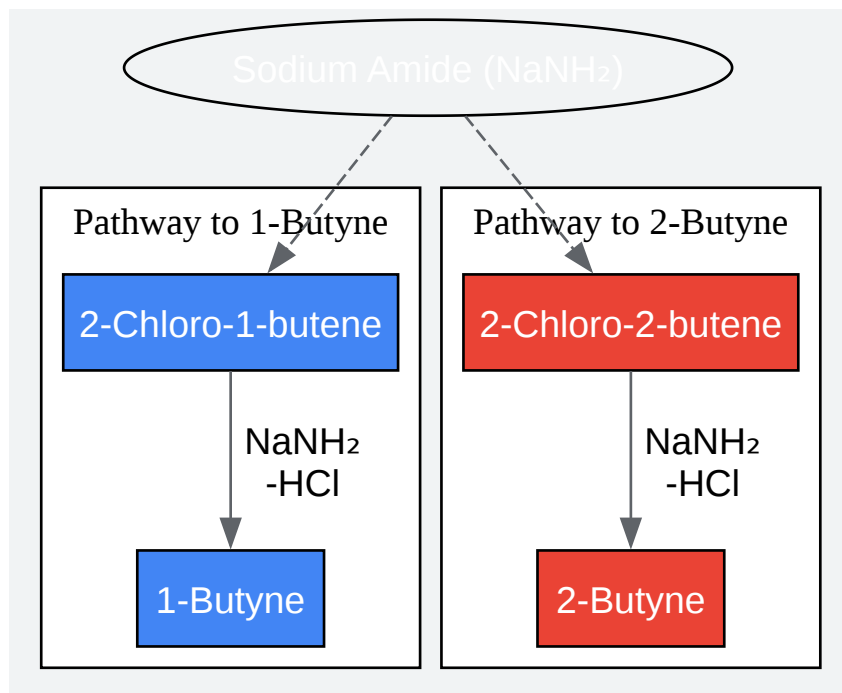 Sodium Amide (NaNH₂)
Pathway to 1-Butyne
Pathway to 2-Butyne
2-Chloro-1-butene
2-Chloro-2-butene
NaNH₂
-HCl
NaNH₂
-HCl
1-Butyne
2-Butyne